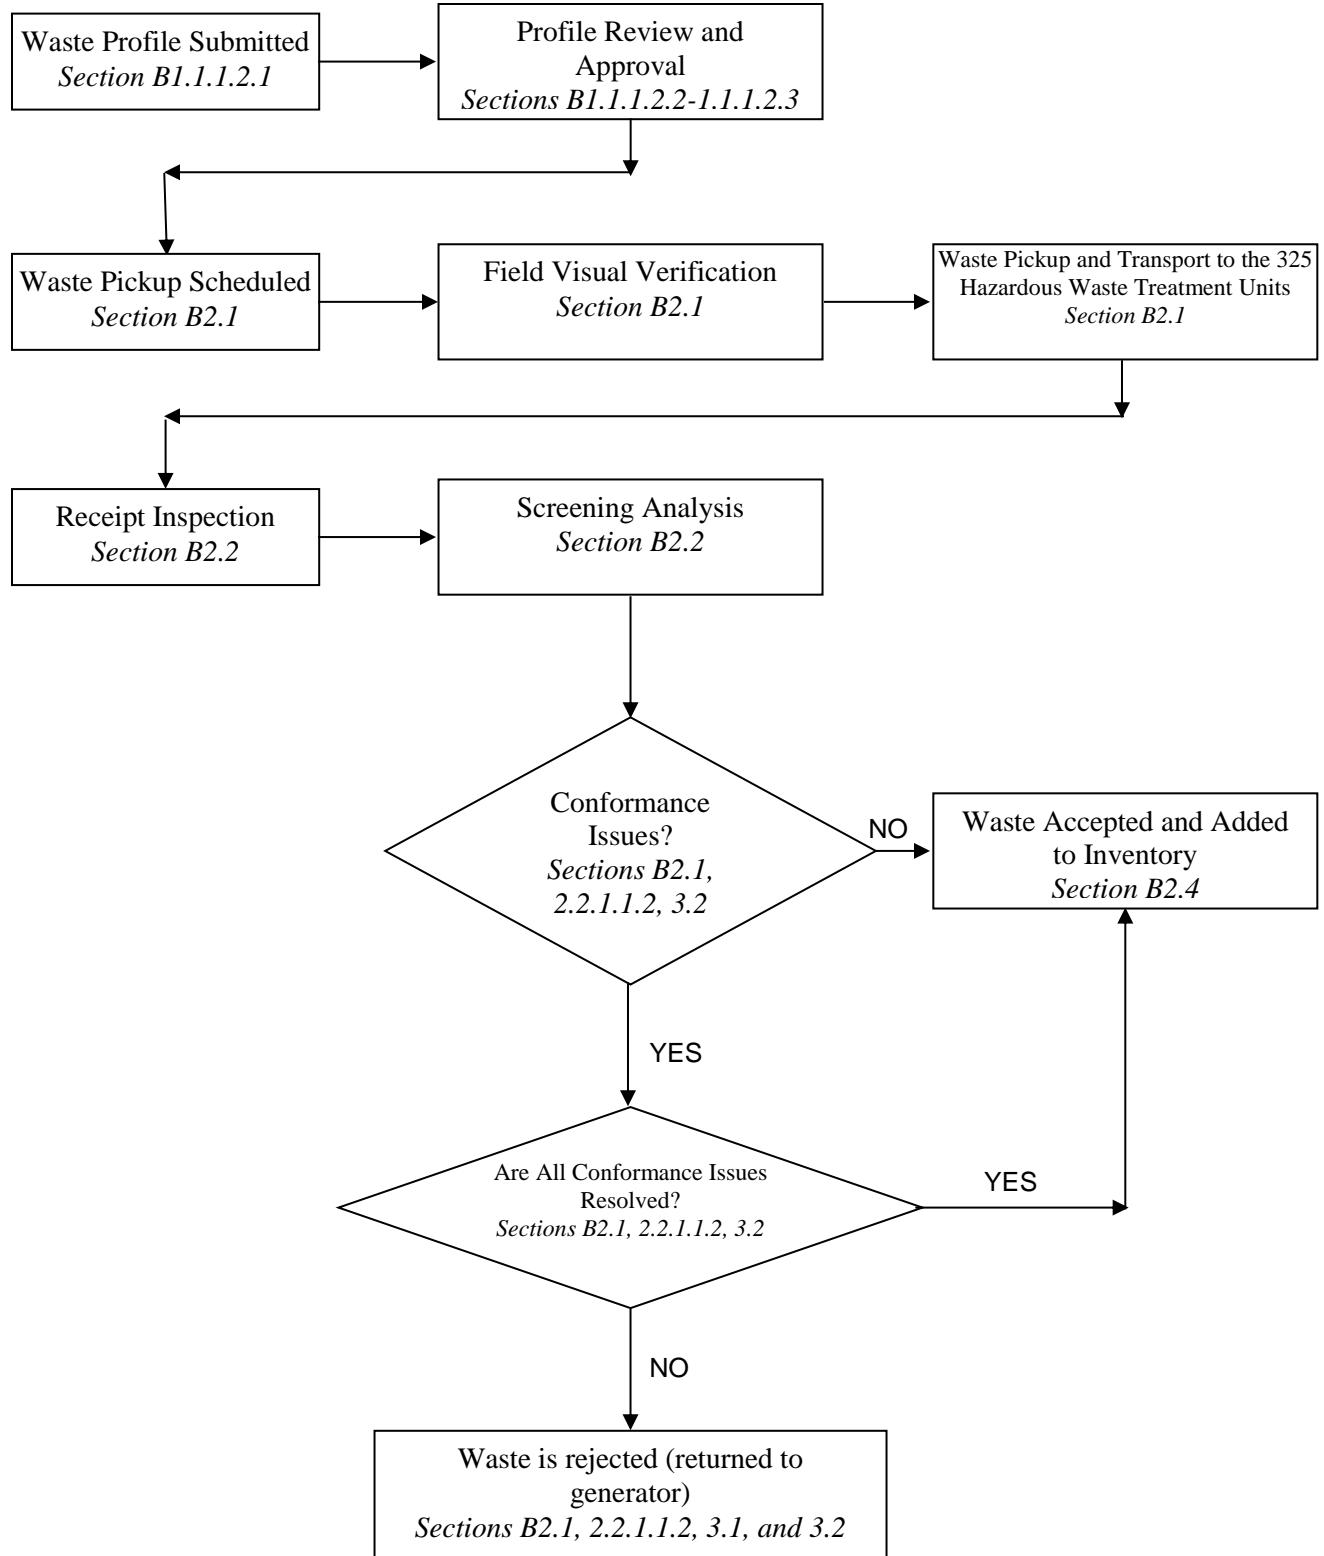 Waste Profile Submitted
Section B1.1.1.2.1
Profile Review and
Approval
Sections B1.1.1.2.2-1.1.1.2.3
Waste Pickup Scheduled
Section B2.1
Field Visual Verification
Section B2.1
Waste Pickup and Transport to the 325
Hazardous Waste Treatment Units
Section B2.1
Receipt Inspection
Section B2.2
Screening Analysis
Section B2.2
Conformance
Issues?
Sections B2.1,
2.2.1.1.2, 3.2
NO
Waste Accepted and Added
to Inventory
Section B2.4
YES
Are All Conformance Issues
Resolved?
Sections B2.1, 2.2.1.1.2, 3.2
YES
NO
Waste is rejected (returned to
generator)
Sections B2.1, 2.2.1.1.2, 3.1, and 3.2